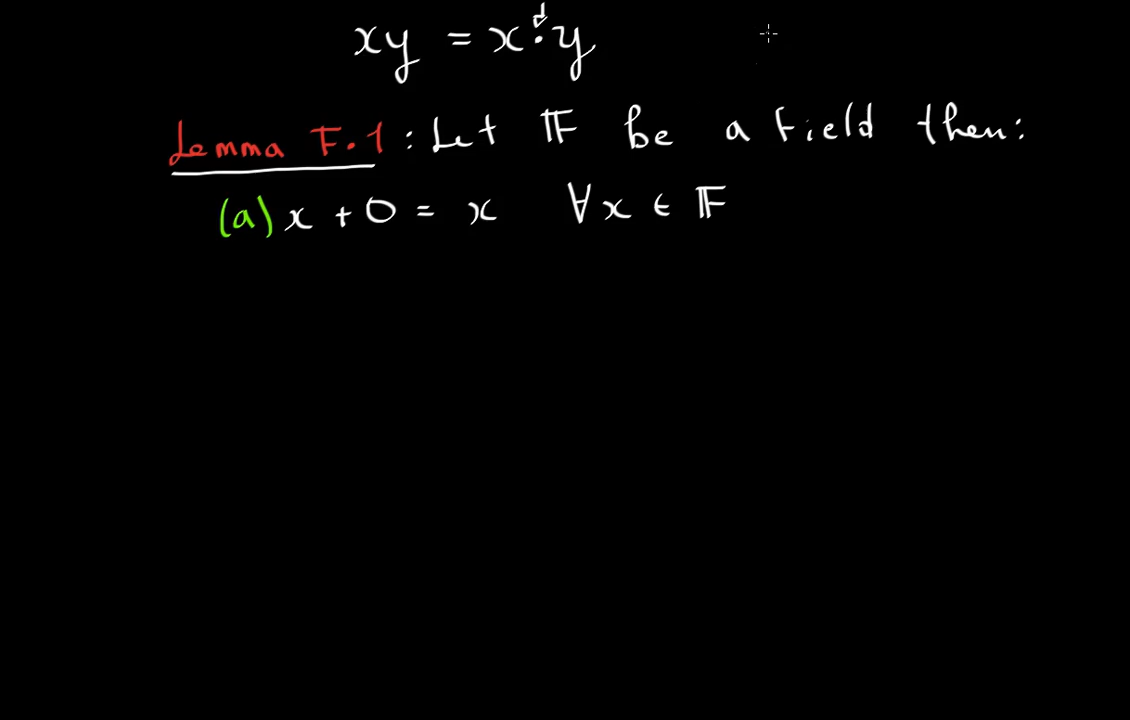 xy = x · y
Lemma F.1 : Let 𝔽 be a field then:
(a) x + 0 = x ∀x ∈ 𝔽